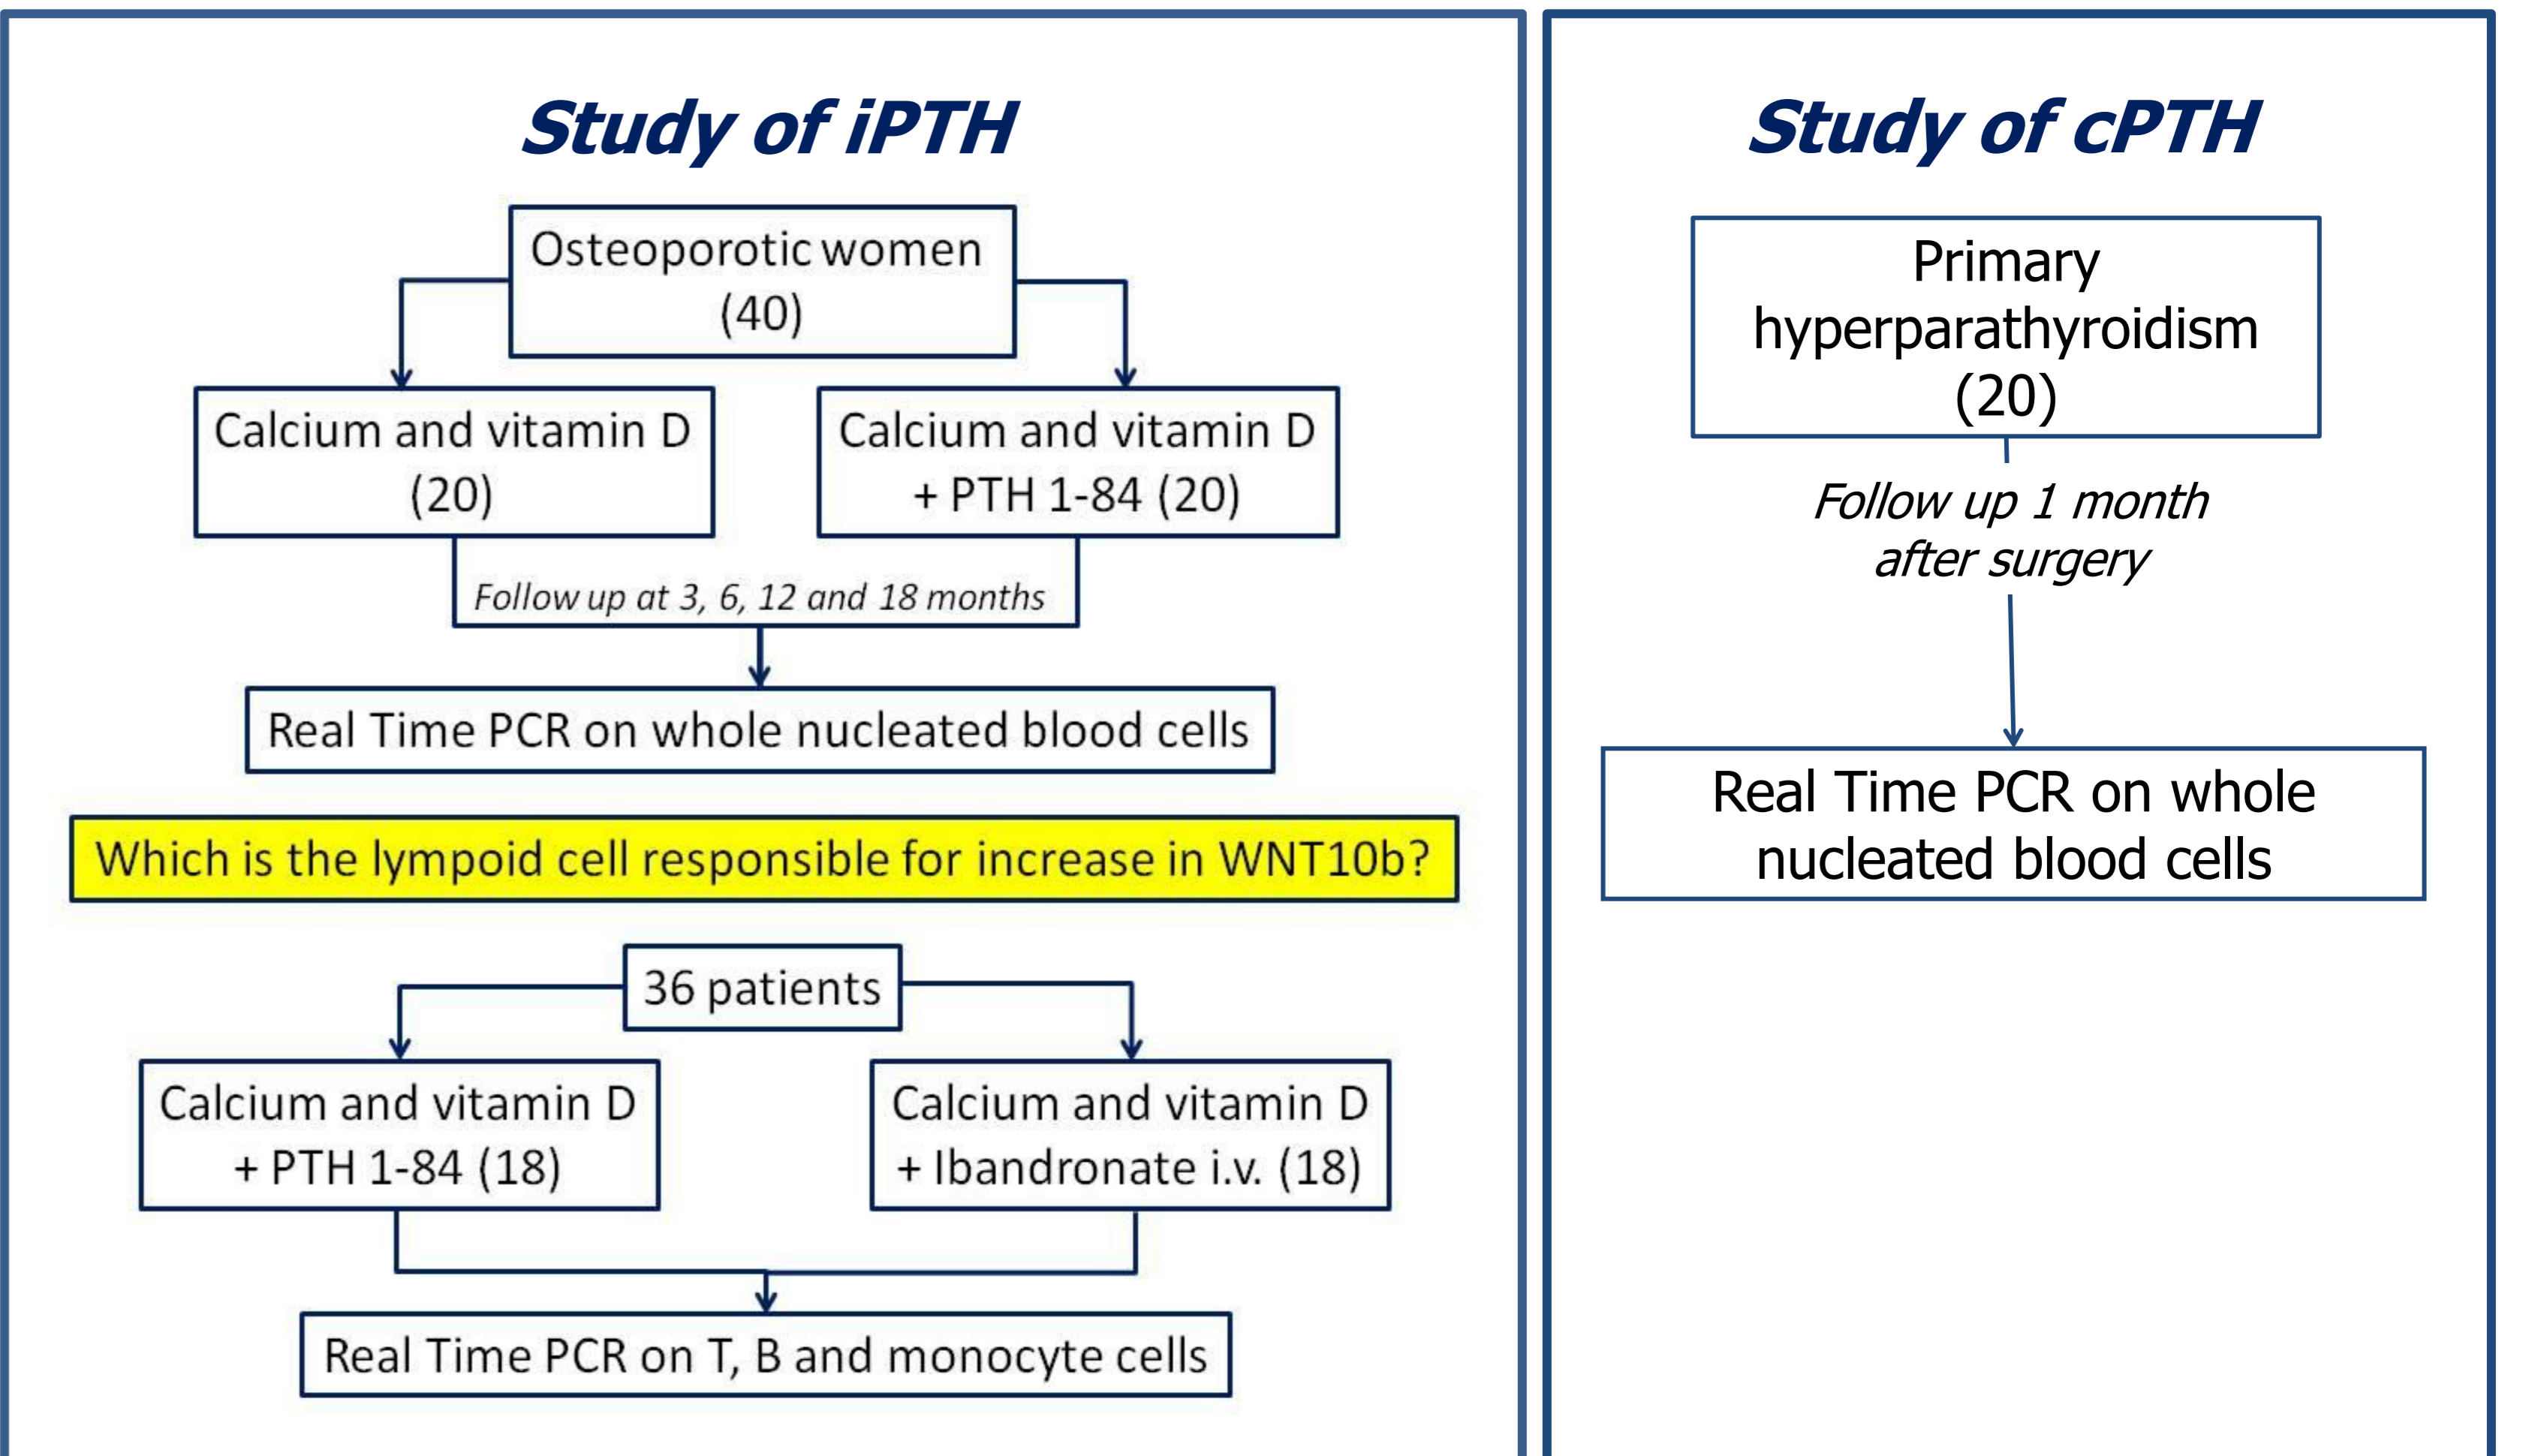 Study of iPTH
Osteoporotic women
(40)
Calcium and vitamin D
(20)
Calcium and vitamin D
+ PTH 1-84 (20)
Follow up at 3, 6, 12 and 18 months
Real Time PCR on whole nucleated blood cells
Which is the lympoid cell responsible for increase in WNT10b?
36 patients
Calcium and vitamin D
+ PTH 1-84 (18)
Calcium and vitamin D
+ Ibandronate i.v. (18)
Real Time PCR on T, B and monocyte cells
Study of cPTH
Primary
hyperparathyroidism
(20)
Follow up 1 month
after surgery
Real Time PCR on whole
nucleated blood cells